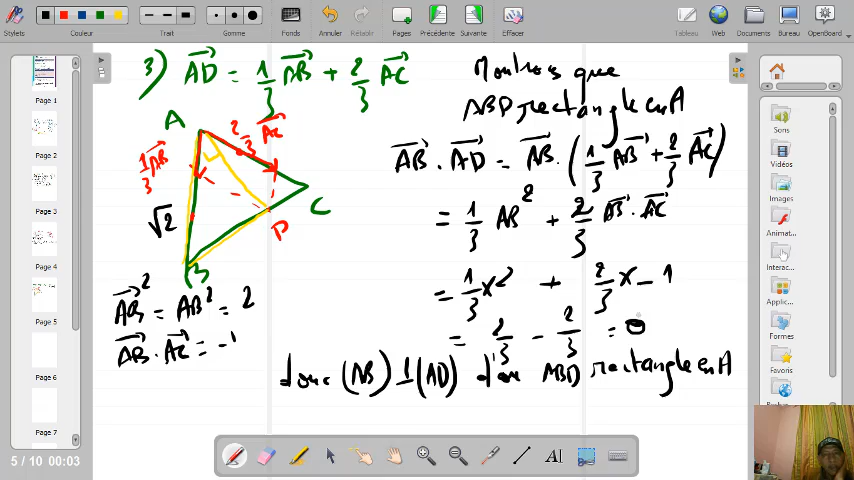 Stylets
Couleur
Trait
Gomme
Fonds
Annuler
Rétablir
Pages
Précédente
Suivante
Effacer
Tableau
Web
Documents
Bureau
OpenBoard
Page 1
Page 2
Page 3
Page 4
Page 5
Page 6
Page 7
3) AD = 1/3 AB + 2/3 AC
A
2/3 AC
1/3 AB
√2
C
D
B
AB² = AB² = 2
AB . AC = -1
Montrons que
ABD rectangle en A
AB . AD = AB . (1/3 AB + 2/3 AC)
= 1/3 AB² + 2/3 AB . AC
= 1/3 x 2 + 2/3 x - 1
= 2/3 - 2/3 = 0
donc (AB) ⊥ (AD) d'où ABD rectangle en A
Sons
Vidéos
Images
Animat...
Interac...
Applic...
Formes
Favoris
5 / 10 00:03